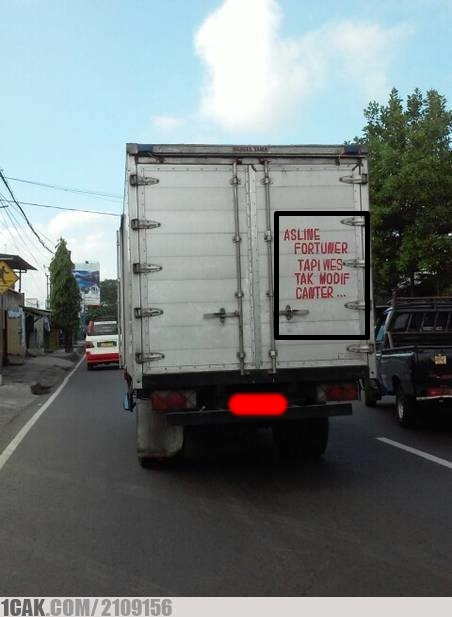 ASLINE
FORTUNER
TAPI WES
TAK MODIF
CANTER ...
1CAK.COM/2109156